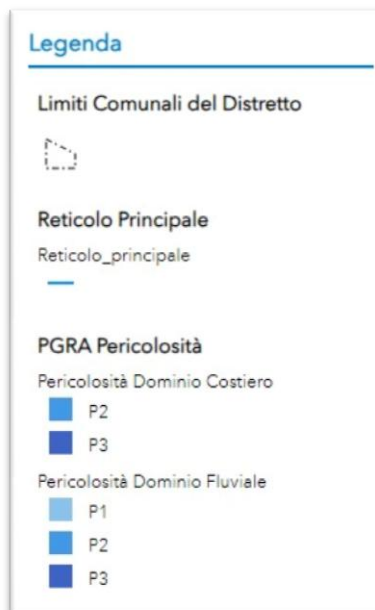 Legenda
Limiti Comunali del Distretto
Reticolo Principale
Reticolo_principale
PGRA Pericolosità
Pericolosità Dominio Costiero
P2
P3
Pericolosità Dominio Fluviale
P1
P2
P3